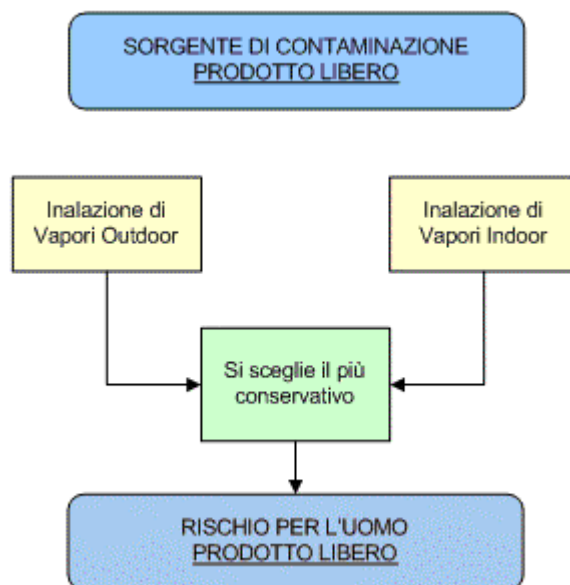 SORGENTE DI CONTAMINAZIONE
PRODOTTO LIBERO
Inalazione di
Vapori Outdoor
Inalazione di
Vapori Indoor
Si sceglie il più
conservativo
RISCHIO PER L'UOMO
PRODOTTO LIBERO